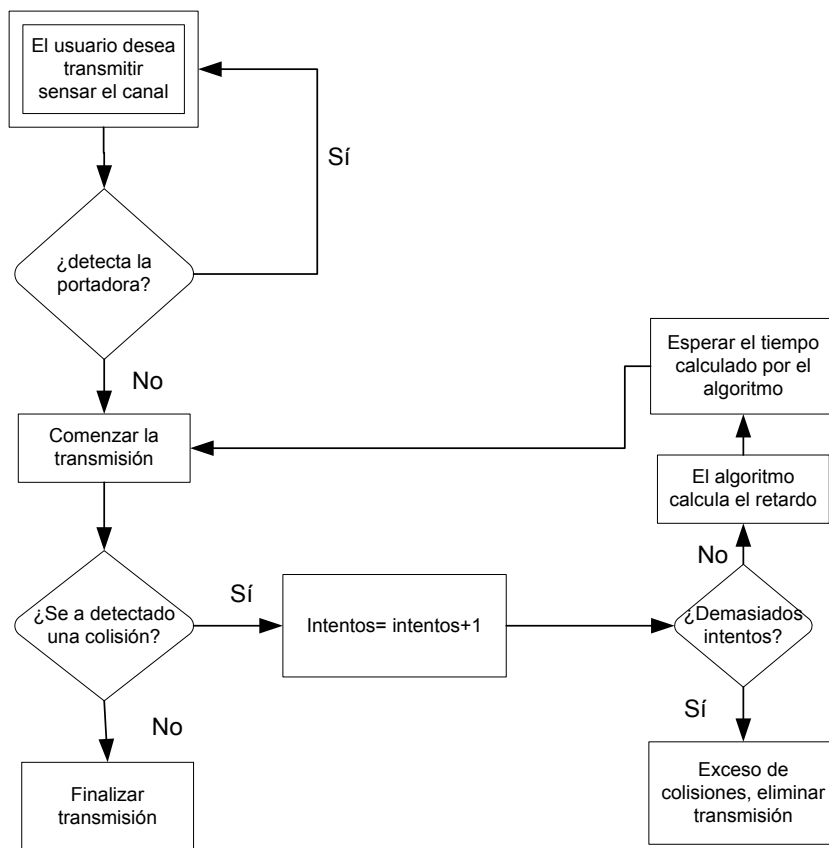 El usuario desea
transmitir
sensar el canal
Sí
¿detecta la
portadora?
No
Comenzar la
transmisión
Esperar el tiempo
calculado por el
algoritmo
El algoritmo
calcula el retardo
No
¿Se a detectado
una colisión?
Sí
Intentos= intentos+1
¿Demasiados
intentos?
No
Sí
Finalizar
transmisión
Exceso de
colisiones, eliminar
transmisión